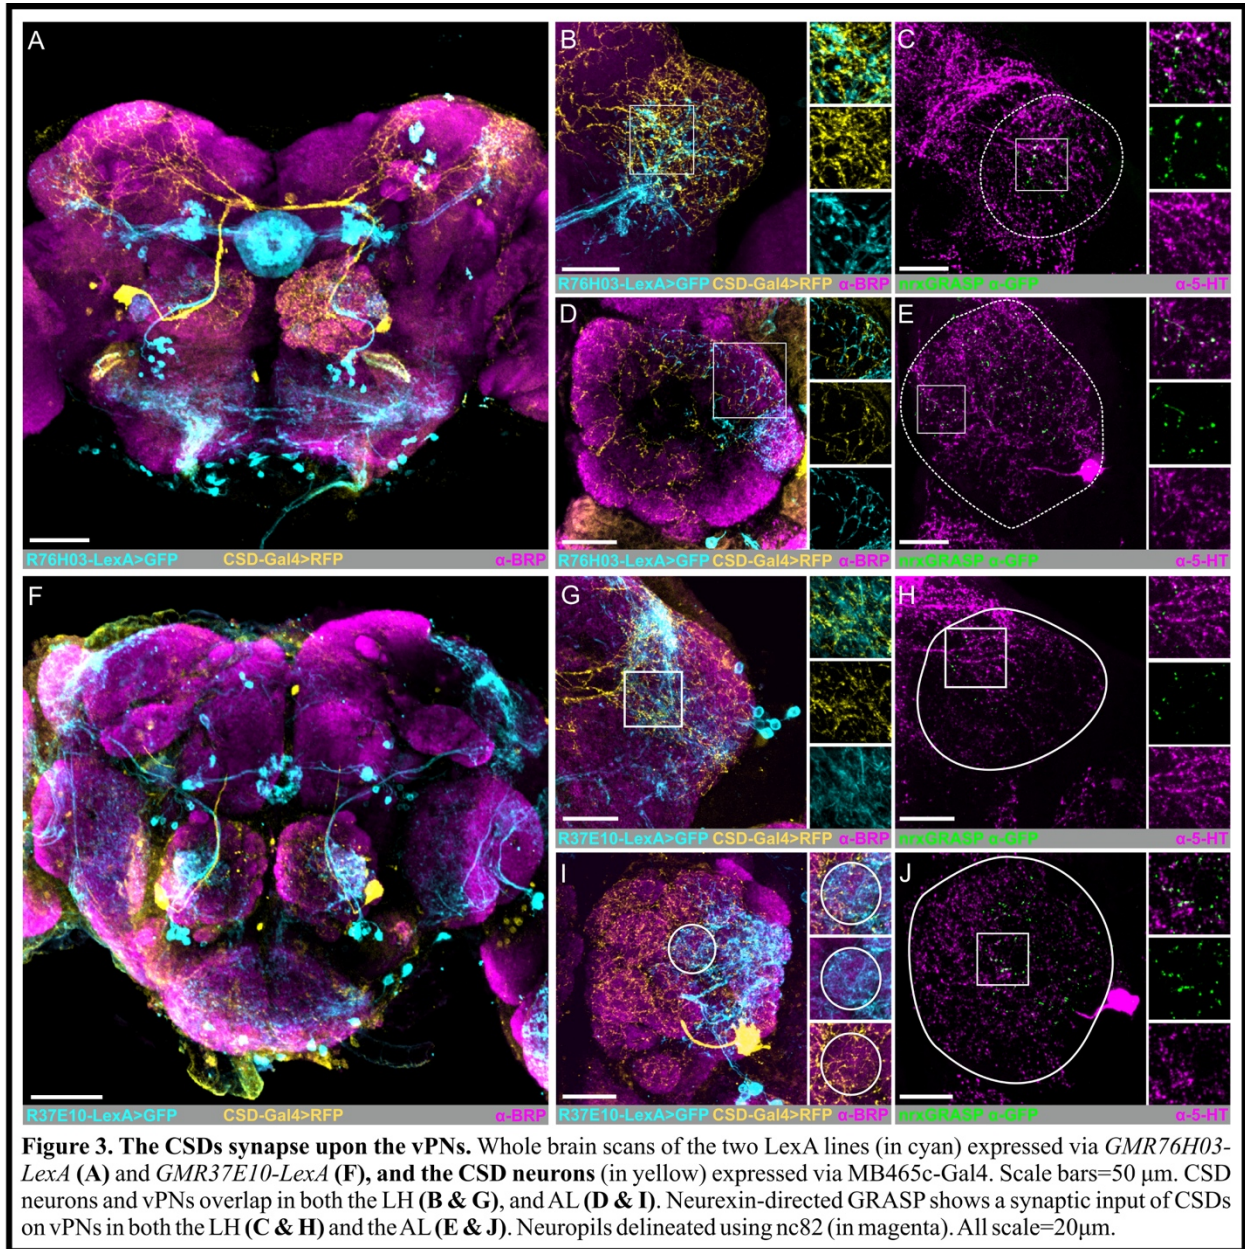 A
B
C
R76H03-LexA>GFP CSD-Gal4>RFP α-BRP
nrxGRASP α-GFP α-5-HT
D
E
R76H03-LexA>GFP CSD-Gal4>RFP α-BRP
R76H03-LexA>GFP CSD-Gal4>RFP α-BRP
nrxGRASP α-GFP α-5-HT
F
G
H
R37E10-LexA>GFP CSD-Gal4>RFP α-BRP
nrxGRASP α-GFP α-5-HT
I
J
R37E10-LexA>GFP CSD-Gal4>RFP α-BRP
R37E10-LexA>GFP CSD-Gal4>RFP α-BRP
nrxGRASP α-GFP α-5-HT
Figure 3. The CSDs synapse upon the vPNs. Whole brain scans of the two LexA lines (in cyan) expressed via GMR76H03-
LexA (A) and GMR37E10-LexA (F), and the CSD neurons (in yellow) expressed via MB465c-Gal4. Scale bars=50 μm. CSD
neurons and vPNs overlap in both the LH (B & G), and AL (D & I). Neurexin-directed GRASP shows a synaptic input of CSDs
on vPNs in both the LH (C & H) and the AL (E & J). Neuropils delineated using nc82 (in magenta). All scale=20μm.